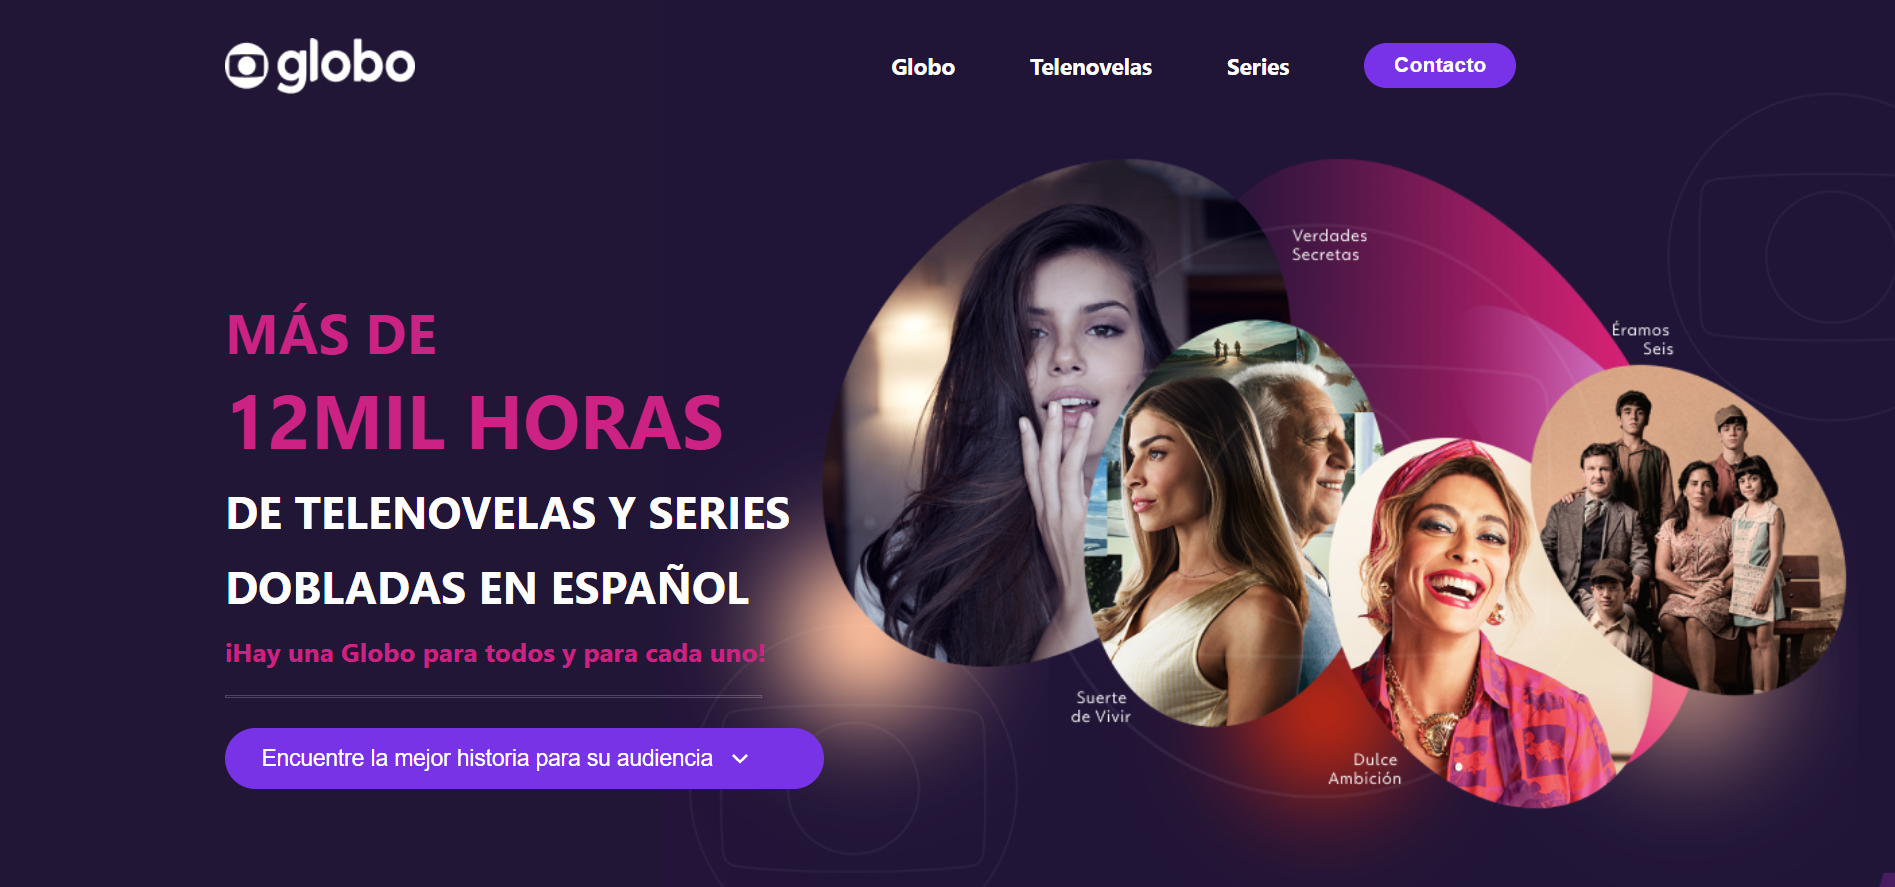 globo
Globo
Telenovelas
Series
Contacto
Verdades
Secretas
Éramos
Seis
MÁS DE
12MIL HORAS
DE TELENOVELAS Y SERIES
DOBLADAS EN ESPAÑOL
¡Hay una Globo para todos y para cada uno!
Suerte
de Vivir
Encuentre la mejor historia para su audiencia
Dulce
Ambición